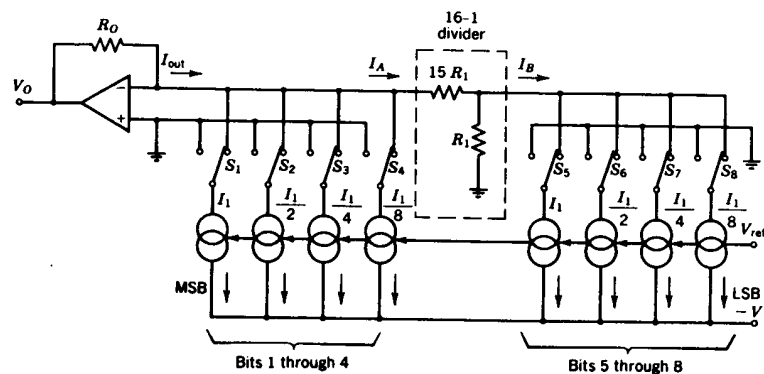 16-1
divider
R_O
I_out
I_A
15 R_1
I_B
V_O
−
+
R_1
S_1 S_2 S_3 S_4
S_5 S_6 S_7 S_8
I_1 I_1/2 I_1/4 I_1/8
I_1 I_1/2 I_1/4 I_1/8
V_ref
MSB
LSB
−V
Bits 1 through 4
Bits 5 through 8